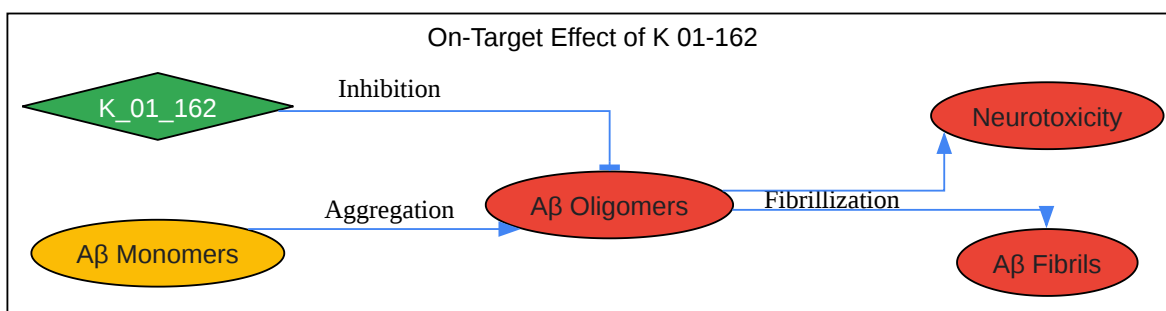 On-Target Effect of K 01-162
K_01_162
Inhibition
Neurotoxicity
Aggregation
Aβ Oligomers
Fibrillization
Aβ Monomers
Aβ Fibrils